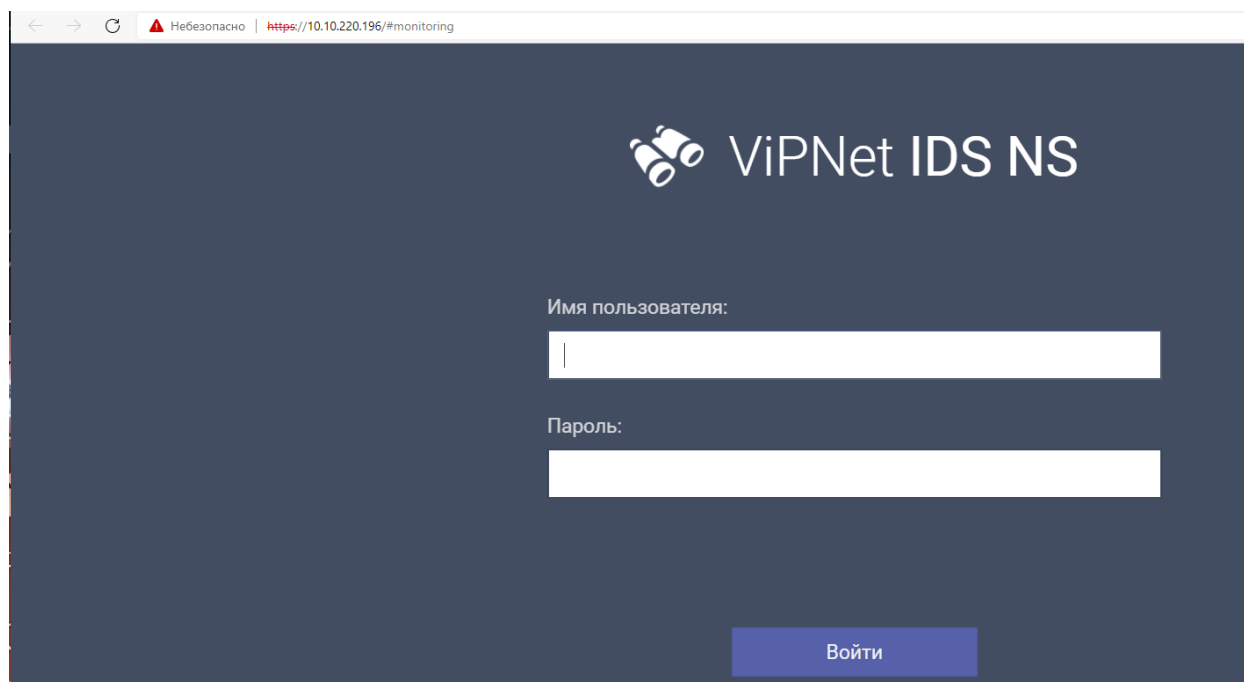 Небезопасно | https://10.10.220.196/#monitoring
ViPNet IDS NS
Имя пользователя:
Пароль:
Войти